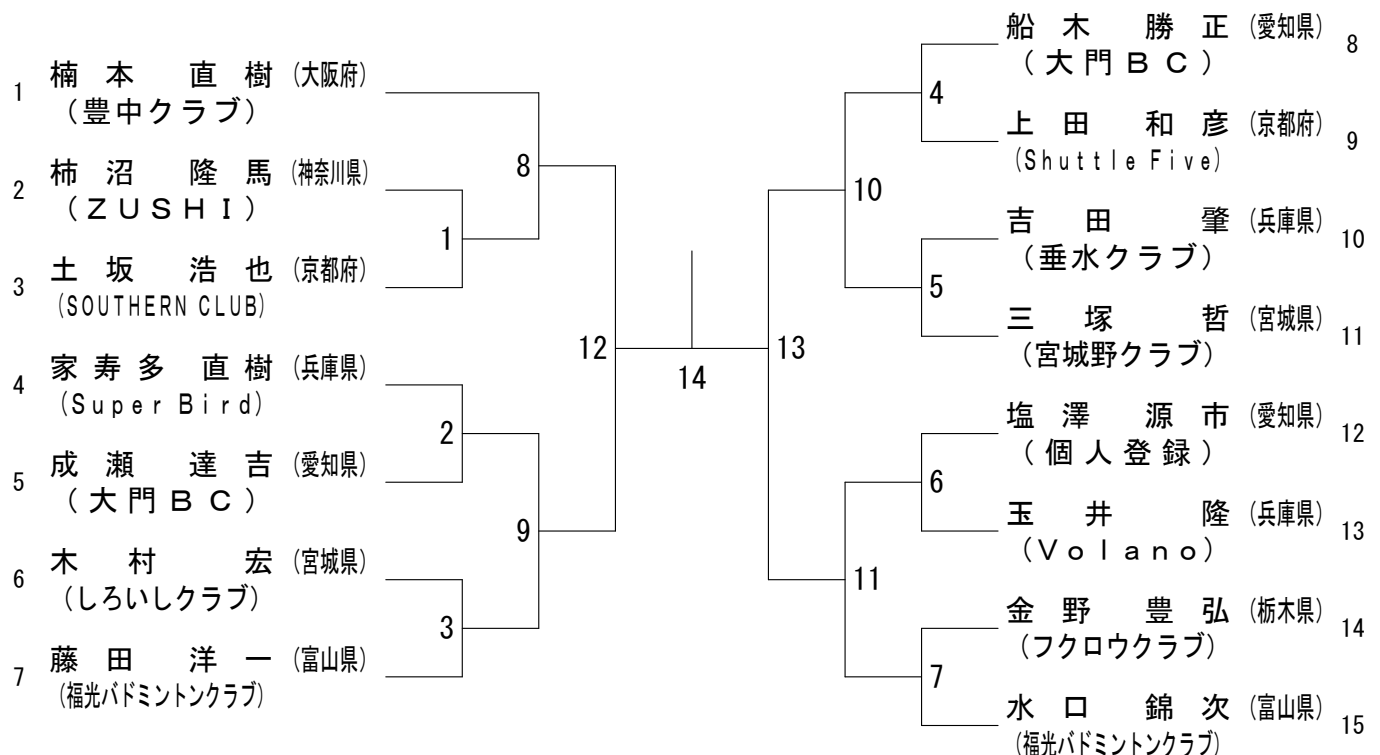 1 楠本 直樹 (大阪府)
(豊中クラブ)
2 柿沼 隆馬 (神奈川県)
(ZUSHI)
3 土坂 浩也 (京都府)
(SOUTHERN CLUB)
4 家寿多 直樹 (兵庫県)
(Super Bird)
5 成瀬 達吉 (愛知県)
(大門BC)
6 木村 宏 (宮城県)
(しろいしクラブ)
7 藤田 洋一 (富山県)
(福光バドミントンクラブ)
8
1
2
9
3
12
14
13
10
4
5
11
6
7
船木 勝正 (愛知県) 8
(大門BC)
上田 和彦 (京都府) 9
(Shuttle Five)
吉田 肇 (兵庫県) 10
(垂水クラブ)
三塚 哲 (宮城県) 11
(宮城野クラブ)
塩澤 源市 (愛知県) 12
(個人登録)
玉井 隆 (兵庫県) 13
(Volano)
金野 豊弘 (栃木県) 14
(フクロウクラブ)
水口 錦次 (富山県) 15
(福光バドミントンクラブ)